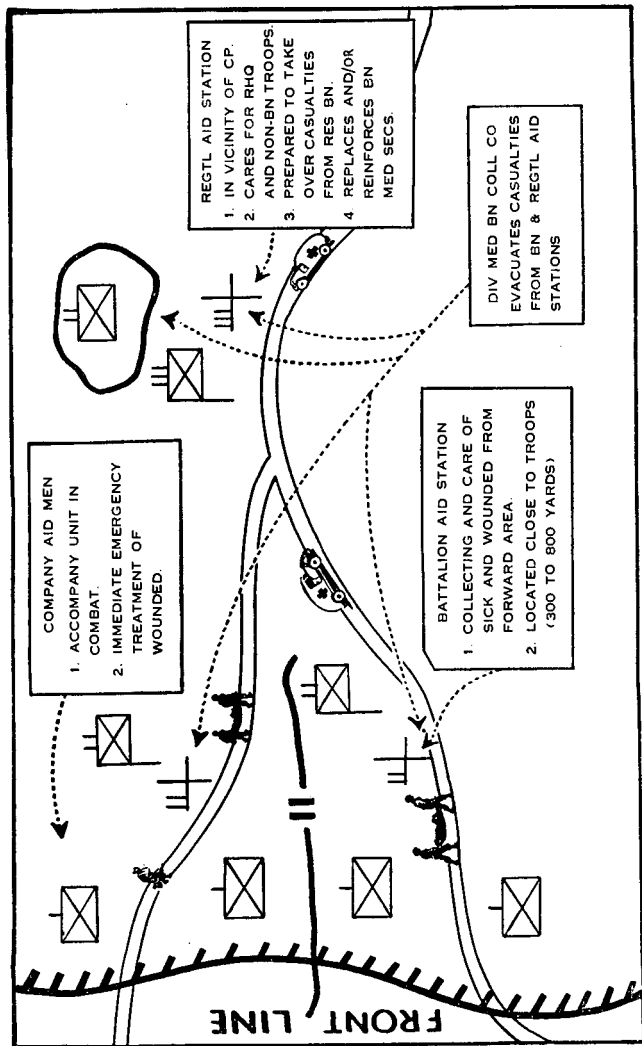 COMPANY AID MEN
1. ACCOMPANY UNIT IN
COMBAT.
2. IMMEDIATE EMERGENCY
TREATMENT OF
WOUNDED.
REGTL AID STATION
1. IN VICINITY OF CP.
2. CARES FOR RHQ
AND NON-BN TROOPS.
3. PREPARED TO TAKE
OVER CASUALTIES
FROM RES BN.
4. REPLACES AND/OR
REINFORCES BN
MED SECS.
BATTALION AID STATION
1. COLLECTING AND CARE OF
SICK AND WOUNDED FROM
FORWARD AREA.
2. LOCATED CLOSE TO TROOPS
(300 TO 800 YARDS)
DIV MED BN COLL CO
EVACUATES CASUALTIES
FROM BN & REGTL AID
STATIONS
FRONT LINE